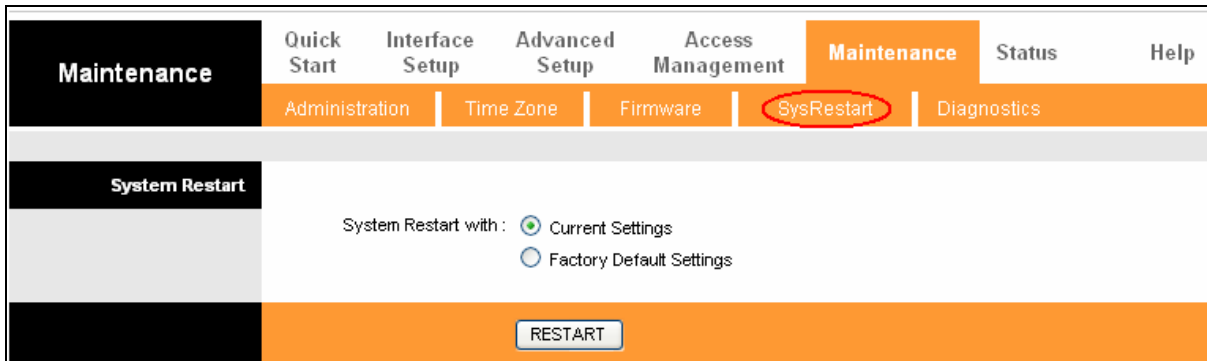 Maintenance
Quick Start
Interface Setup
Advanced Setup
Access Management
Maintenance
Status
Help
Administration
Time Zone
Firmware
SysRestart
Diagnostics
System Restart
System Restart with :
Current Settings
Factory Default Settings
RESTART